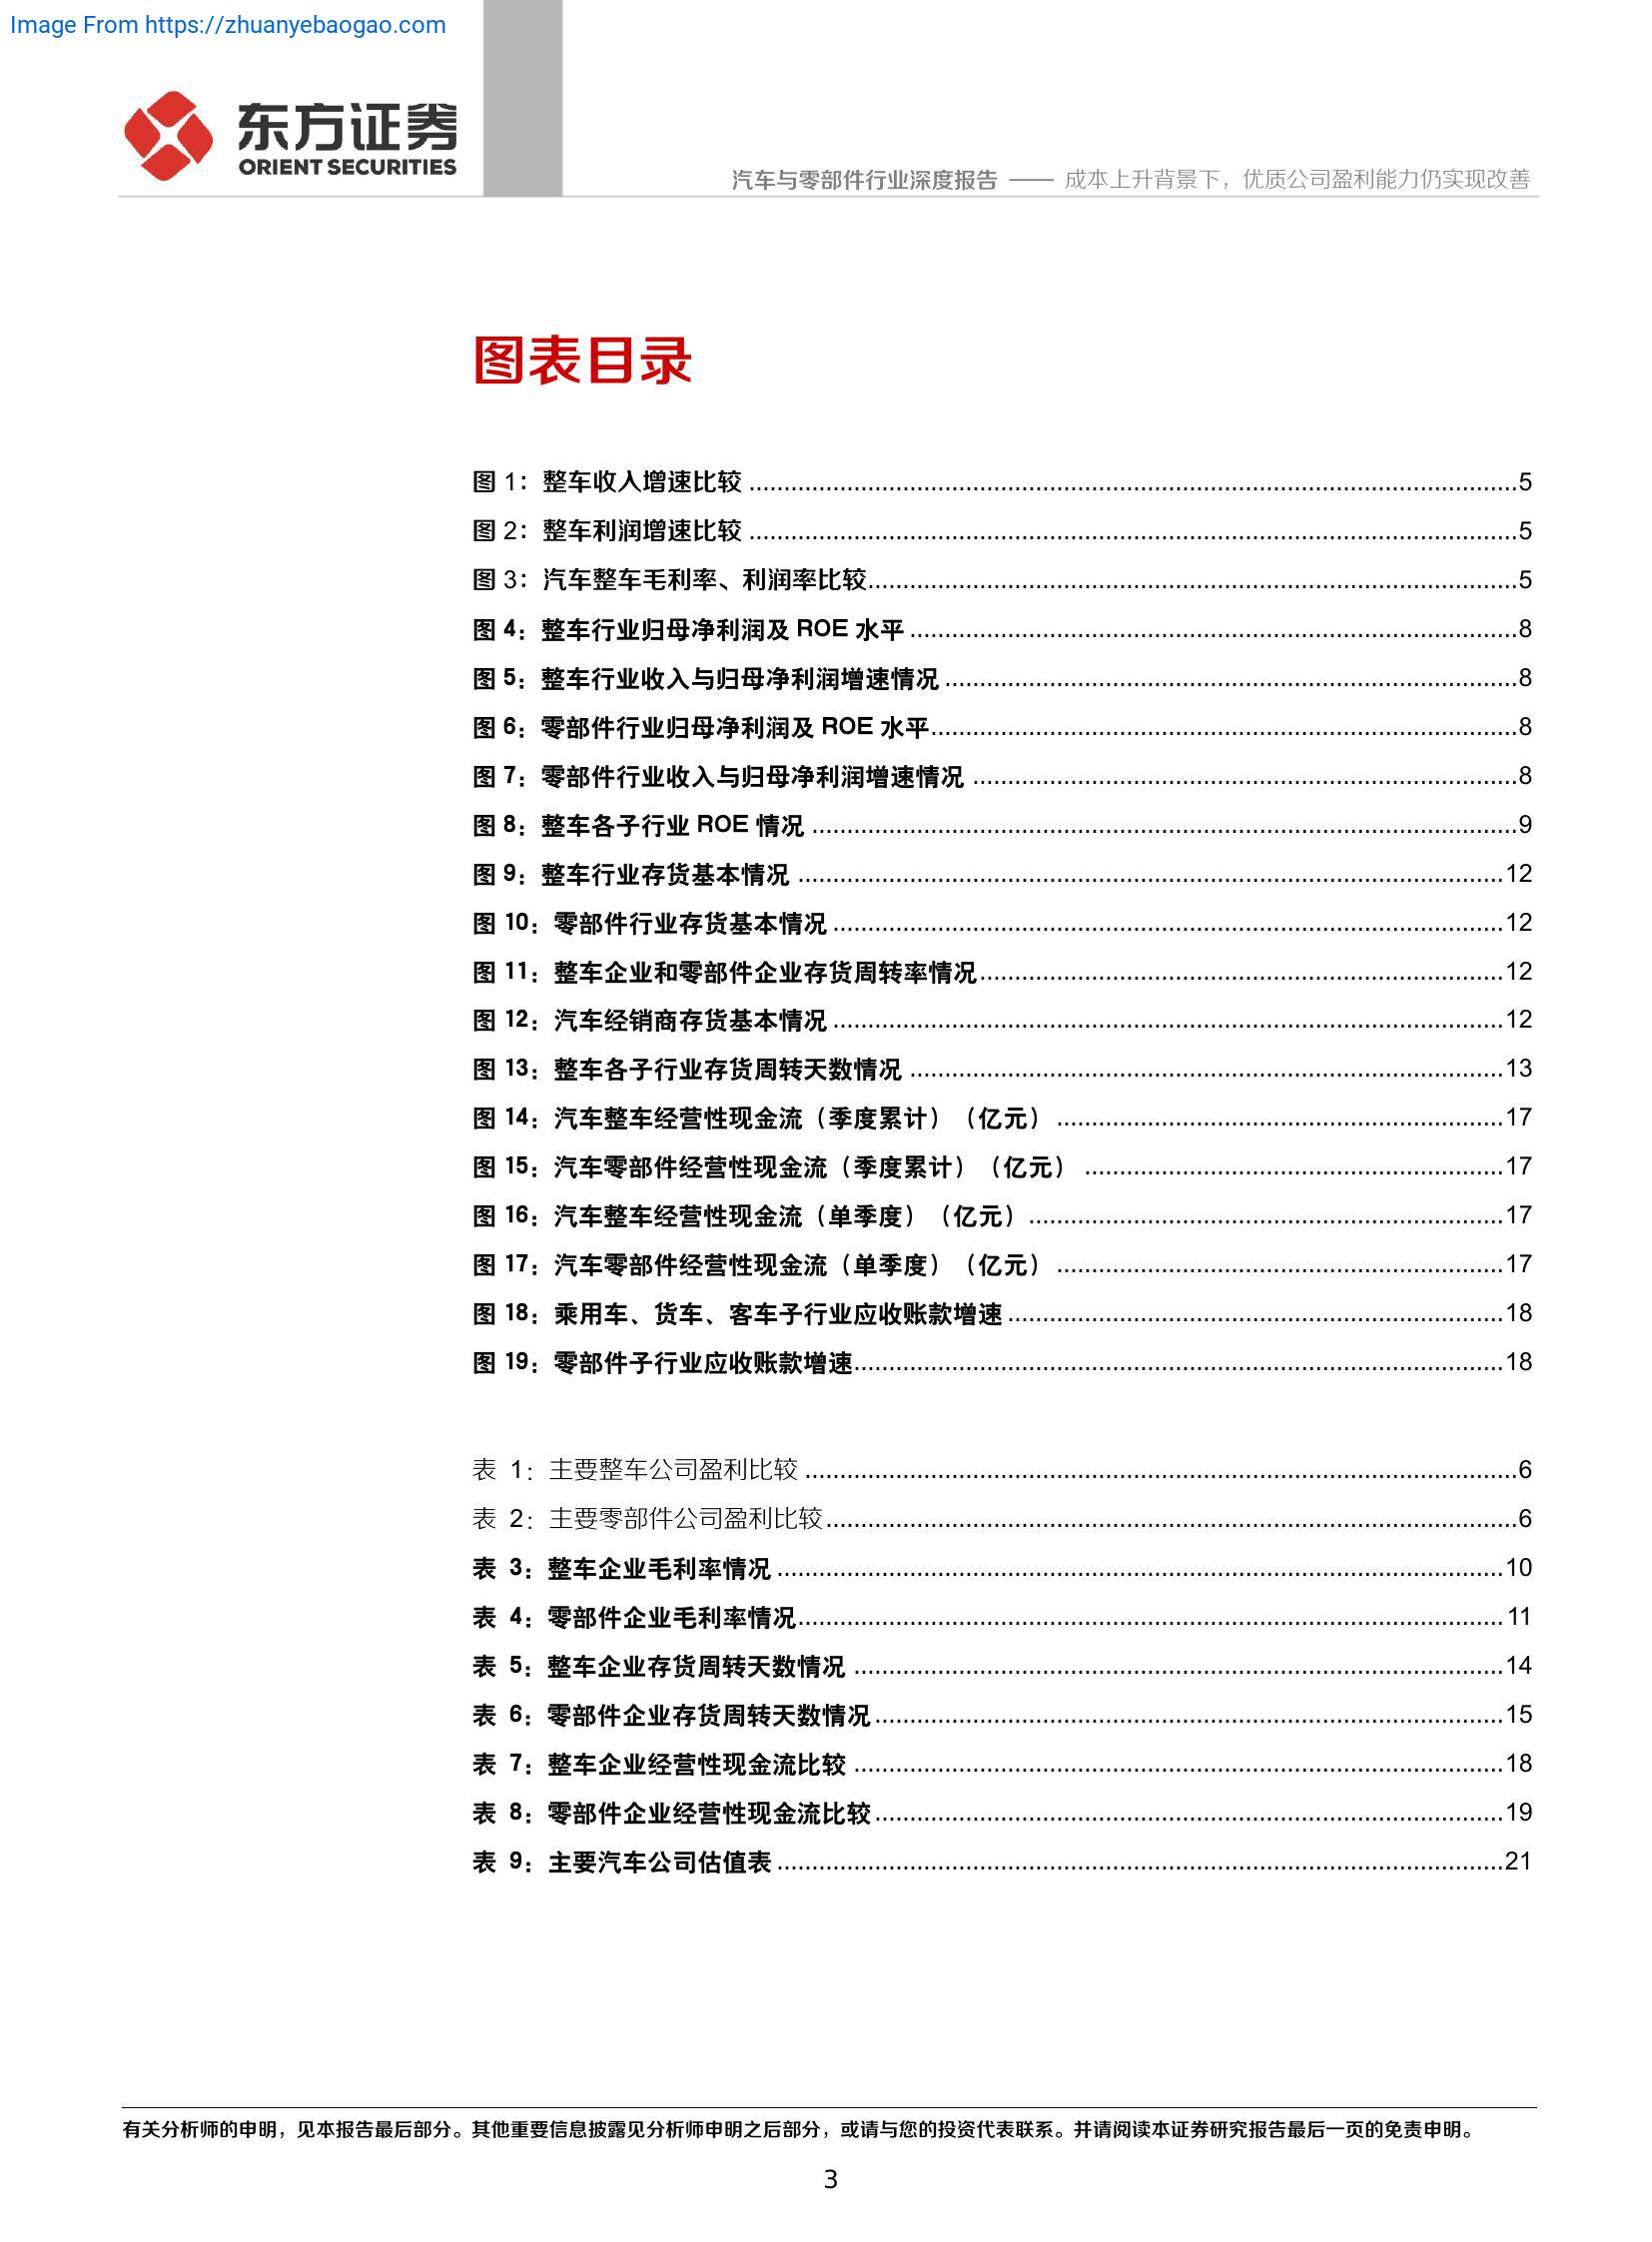 Image From https://zhuanyebaogao.com
东方证券
ORIENT SECURITIES
汽车与零部件行业深度报告 —— 成本上升背景下，优质公司盈利能力仍实现改善
图表目录
图 1：整车收入增速比较 ..... 5
图 2：整车利润增速比较 ..... 5
图 3：汽车整车毛利率、利润率比较 ..... 5
图 4：整车行业归母净利润及 ROE 水平 ..... 8
图 5：整车行业收入与归母净利润增速情况 ..... 8
图 6：零部件行业归母净利润及 ROE 水平 ..... 8
图 7：零部件行业收入与归母净利润增速情况 ..... 8
图 8：整车各子行业 ROE 情况 ..... 9
图 9：整车行业存货基本情况 ..... 12
图 10：零部件行业存货基本情况 ..... 12
图 11：整车企业和零部件企业存货周转率情况 ..... 12
图 12：汽车经销商存货基本情况 ..... 12
图 13：整车各子行业存货周转天数情况 ..... 13
图 14：汽车整车经营性现金流（季度累计）（亿元） ..... 17
图 15：汽车零部件经营性现金流（季度累计）（亿元） ..... 17
图 16：汽车整车经营性现金流（单季度）（亿元） ..... 17
图 17：汽车零部件经营性现金流（单季度）（亿元） ..... 17
图 18：乘用车、货车、客车子行业应收账款增速 ..... 18
图 19：零部件子行业应收账款增速 ..... 18
表 1：主要整车公司盈利比较 ..... 6
表 2：主要零部件公司盈利比较 ..... 6
表 3：整车企业毛利率情况 ..... 10
表 4：零部件企业毛利率情况 ..... 11
表 5：整车企业存货周转天数情况 ..... 14
表 6：零部件企业存货周转天数情况 ..... 15
表 7：整车企业经营性现金流比较 ..... 18
表 8：零部件企业经营性现金流比较 ..... 19
表 9：主要汽车公司估值表 ..... 21
有关分析师的申明，见本报告最后部分。其他重要信息披露见分析师申明之后部分，或请与您的投资代表联系。并请阅读本证券研究报告最后一页的免责申明。
3